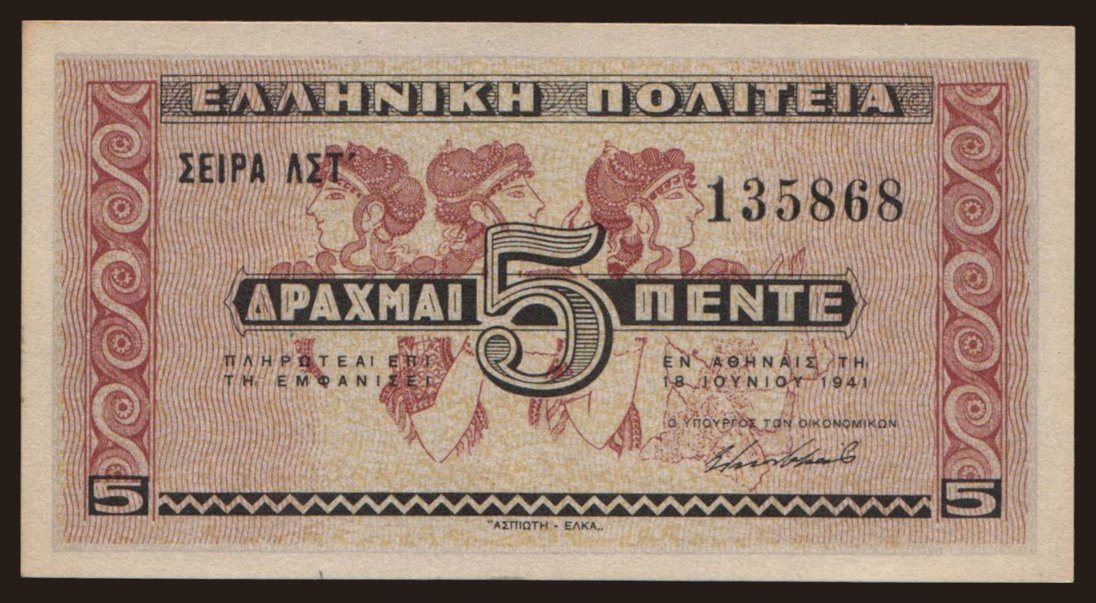 ΕΛΛΗΝΙΚΗ ΠΟΛΙΤΕΙΑ
ΣΕΙΡΑ ΛΣΤ'
135868
ΔΡΑΧΜΑΙ 5 ΠΕΝΤΕ
ΠΛΗΡΩΤΕΑΙ ΕΠΙ
ΤΗ ΕΜΦΑΝΙΣΕΙ
ΕΝ ΑΘΗΝΑΙΣ ΤΗι
18 ΙΟΥΝΙΟΥ 1941
Ο ΥΠΟΥΡΓΟΣ ΤΩΝ ΟΙΚΟΝΟΜΙΚΩΝ
5
5
"ΑΣΠΙΩΤΗ - ΕΛΚΑ„